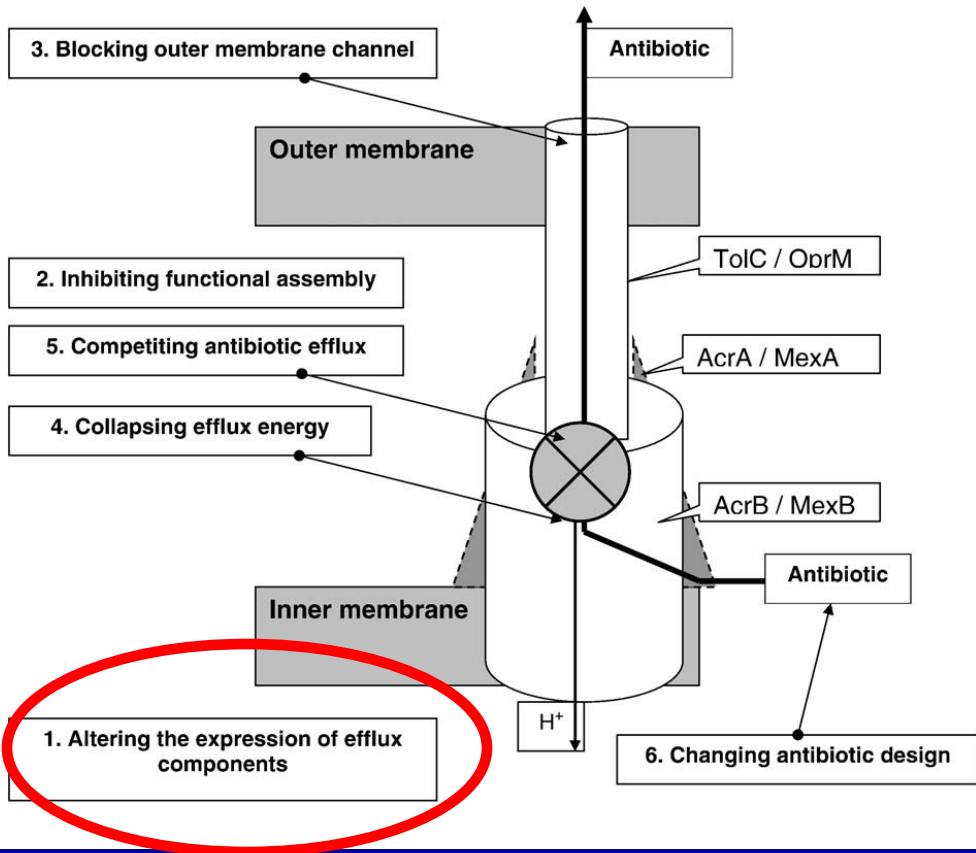 3. Blocking outer membrane channel
Antibiotic
Outer membrane
TolC / OprM
2. Inhibiting functional assembly
5. Competiting antibiotic efflux
AcrA / MexA
4. Collapsing efflux energy
AcrB / MexB
Antibiotic
Inner membrane
H⁺
1. Altering the expression of efflux
components
6. Changing antibiotic design